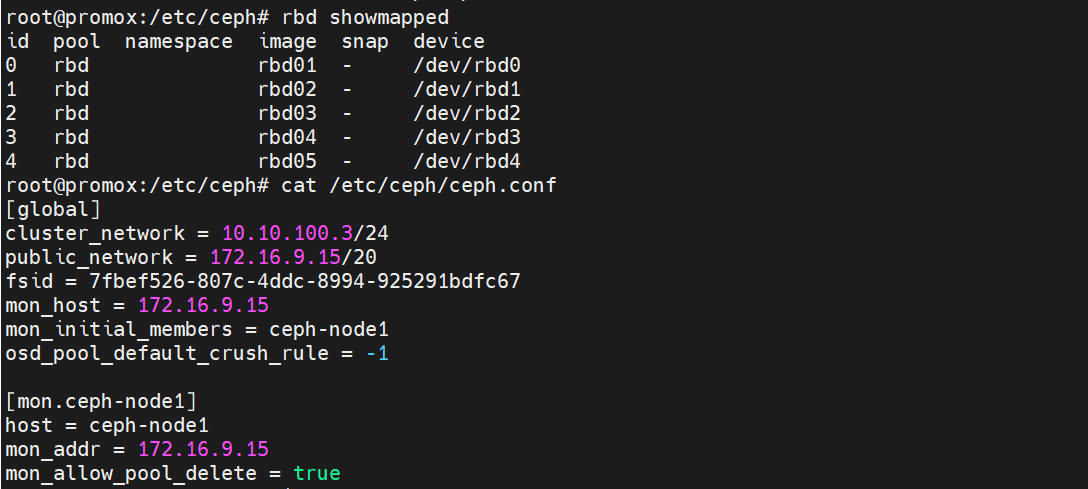 root@promox:/etc/ceph# rbd showmapped
id  pool  namespace  image  snap  device
0   rbd              rbd01  -     /dev/rbd0
1   rbd              rbd02  -     /dev/rbd1
2   rbd              rbd03  -     /dev/rbd2
3   rbd              rbd04  -     /dev/rbd3
4   rbd              rbd05  -     /dev/rbd4
root@promox:/etc/ceph# cat /etc/ceph/ceph.conf
[global]
cluster_network = 10.10.100.3/24
public_network = 172.16.9.15/20
fsid = 7fbef526-807c-4ddc-8994-925291bdfc67
mon_host = 172.16.9.15
mon_initial_members = ceph-node1
osd_pool_default_crush_rule = -1

[mon.ceph-node1]
host = ceph-node1
mon_addr = 172.16.9.15
mon_allow_pool_delete = true